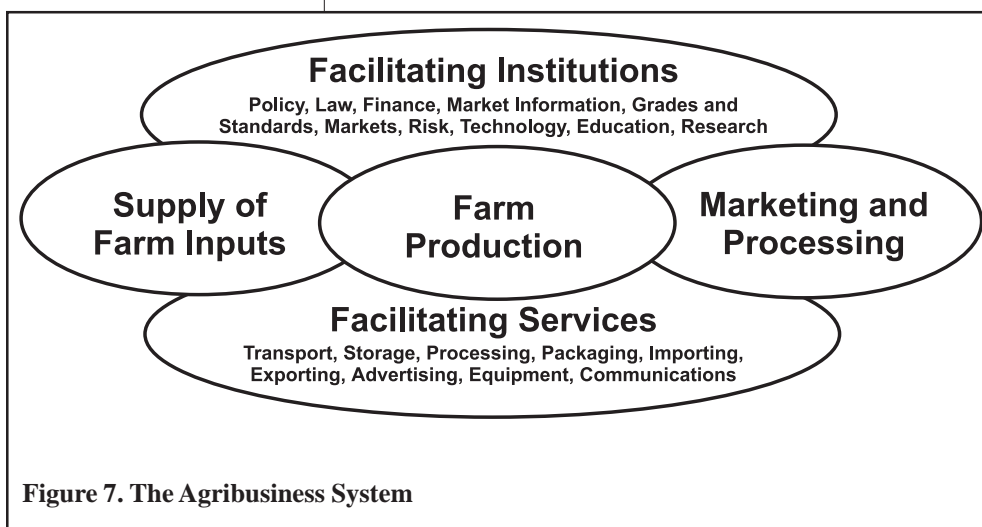 Facilitating Institutions
Policy, Law, Finance, Market Information, Grades and
Standards, Markets, Risk, Technology, Education, Research
Supply of
Farm Inputs
Farm
Production
Marketing and
Processing
Facilitating Services
Transport, Storage, Processing, Packaging, Importing,
Exporting, Advertising, Equipment, Communications
Figure 7. The Agribusiness System